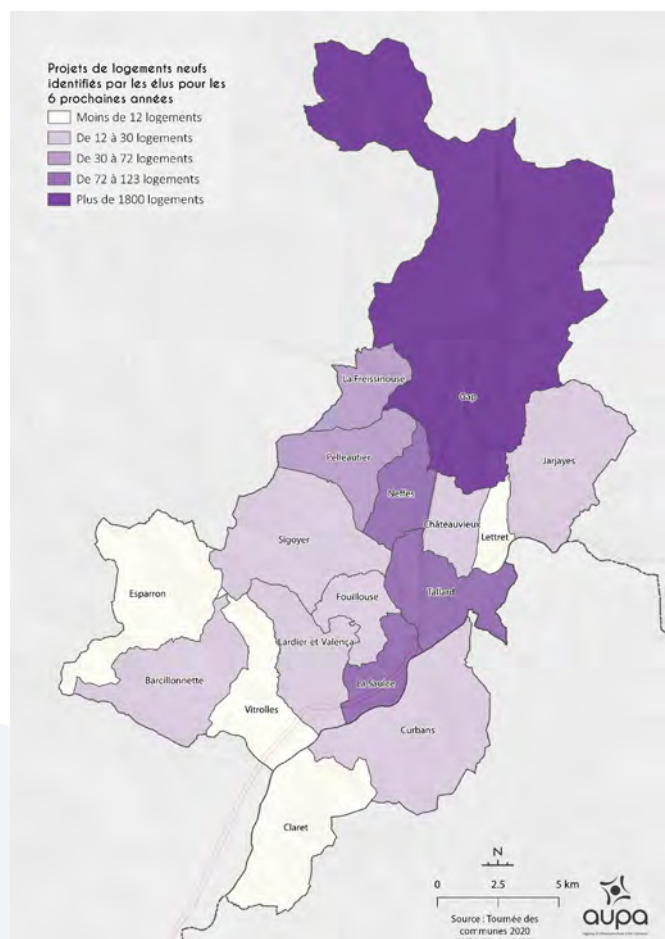 Projets de logements neufs
identifiés par les élus pour les
6 prochaines années
Moins de 12 logements
De 12 à 30 logements
De 30 à 72 logements
De 72 à 123 logements
Plus de 1800 logements
La Freissinouse
Gap
Jarjayes
Pelleautier
Neffes
Châteauvieux
Lettret
Sigoyer
Esparron
Fouillouse
Tallard
Lardier et Valença
Barcillonnette
La Saulce
Vitrolles
Curbans
Claret
N
0 2.5 5 km
Source : Tournée des
communes 2020
aupa